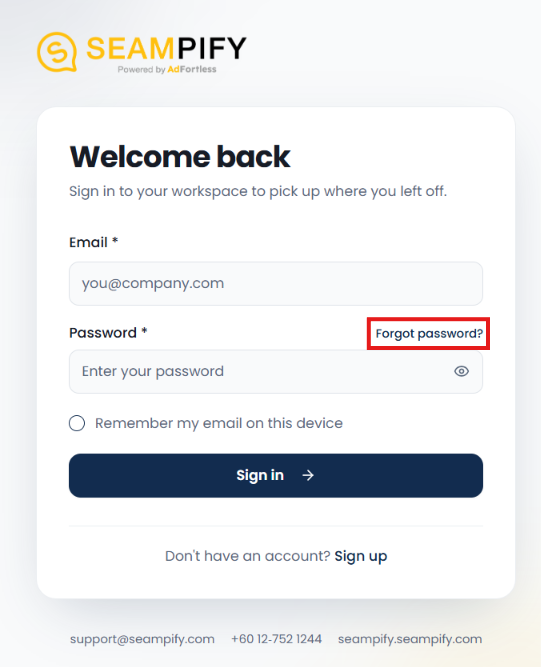 SEAMPIFY
Powered by AdFortless
Welcome back
Sign in to your workspace to pick up where you left off.
Email *
you@company.com
Password * Forgot password?
Enter your password
Remember my email on this device
Sign in →
Don't have an account? Sign up
support@seampify.com +60 12-752 1244 seampify.seampify.com